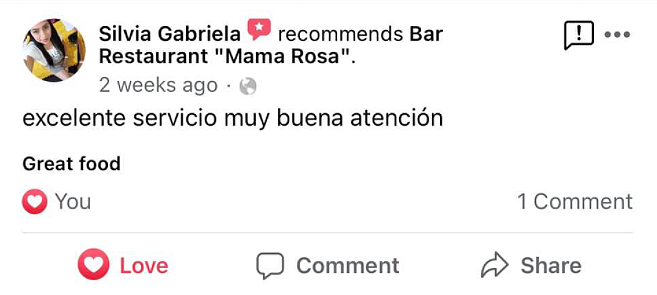 Silvia Gabriela recommends Bar
Restaurant "Mama Rosa".
2 weeks ago ·
excelente servicio muy buena atención
Great food
You
1 Comment
Love
Comment
Share